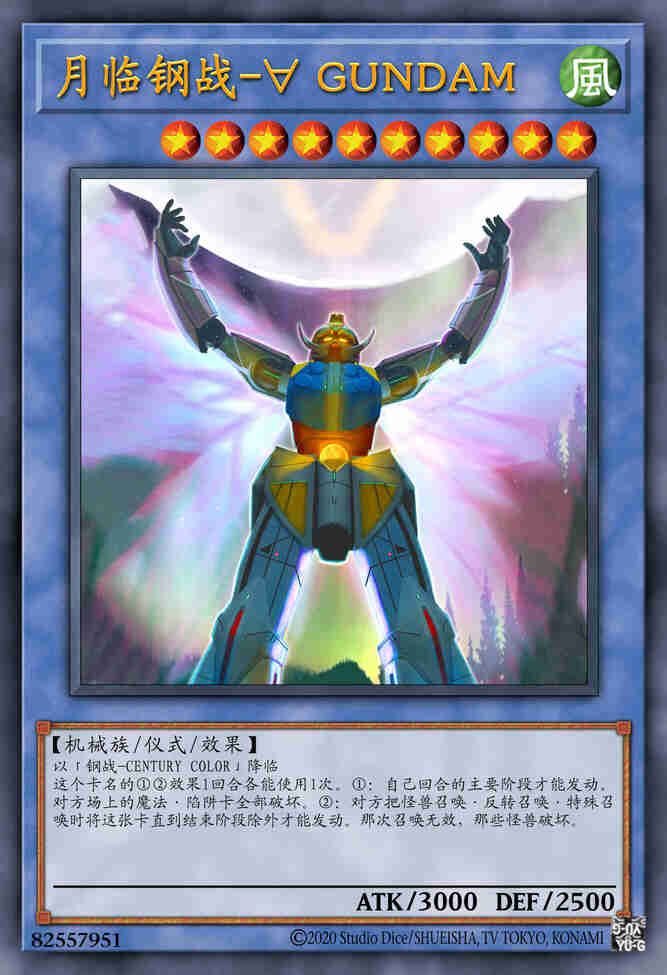 月临钢战-∀ GUNDAM
風
【机械族/仪式/效果】
以「钢战-CENTURY COLOR」降临
这个卡名的①②效果1回合各能使用1次。①：自己回合的主要阶段才能发动。
对方场上的魔法·陷阱卡全部破坏。②：对方把怪兽召唤·反转召唤·特殊召
唤时将这张卡直到结束阶段除外才能发动。那次召唤无效，那些怪兽破坏。
ATK/3000 DEF/2500
82557951
©2020 Studio Dice/SHUEISHA, TV TOKYO, KONAMI